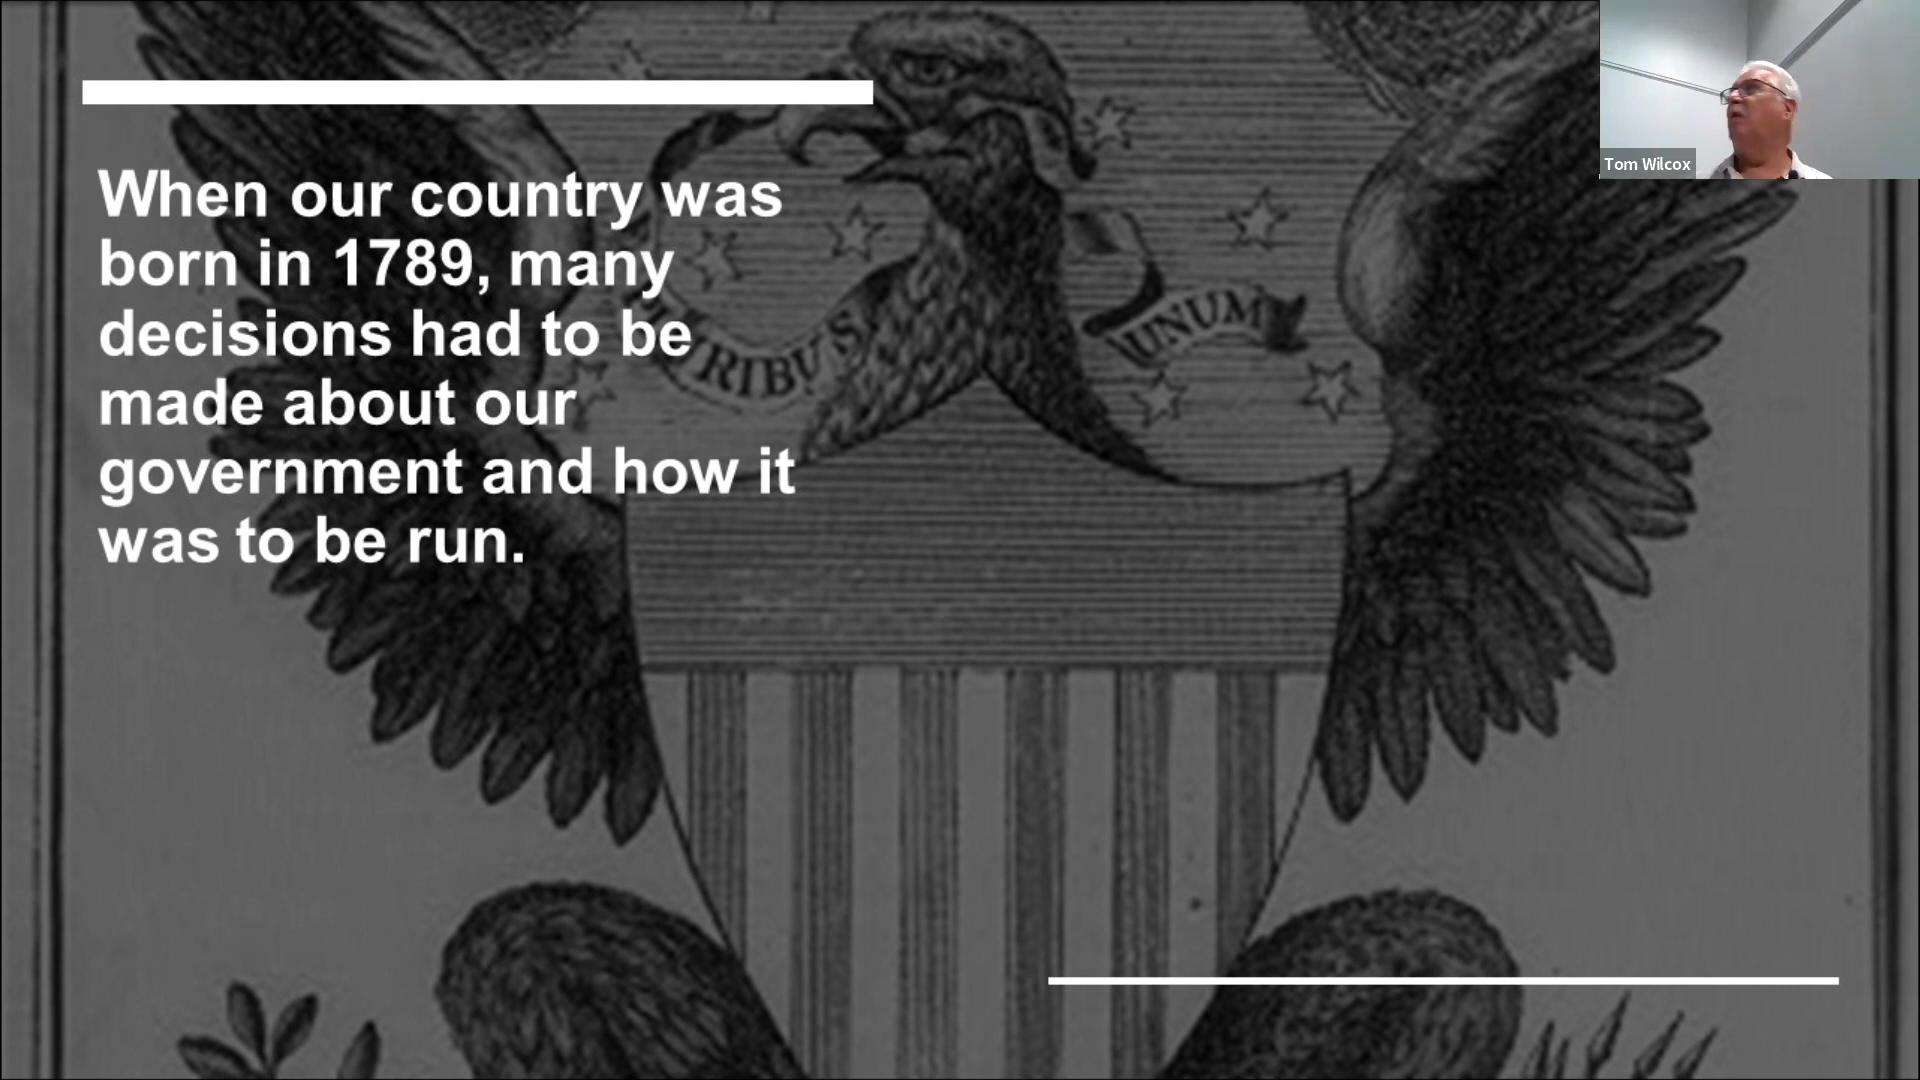 When our country was
born in 1789, many
decisions had to be
made about our
government and how it
was to be run.
Tom Wilcox
RIBUS
UNUM